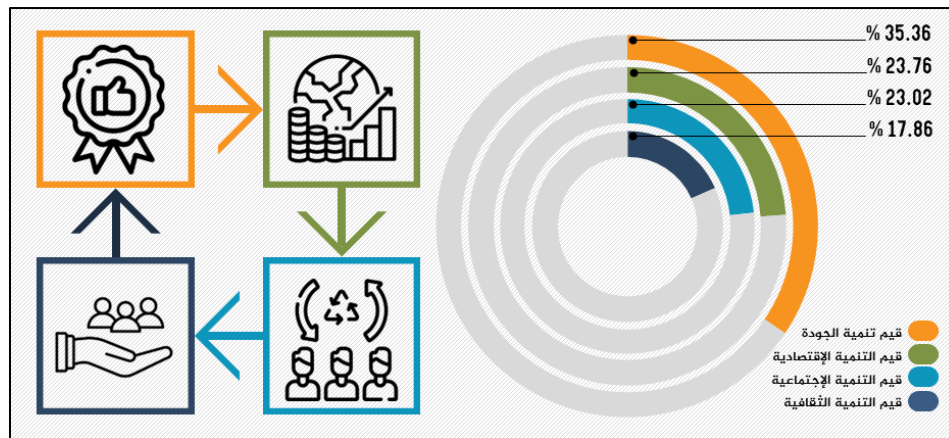 % 35.36
% 23.76
% 23.02
% 17.86
قيم تنمية الجودة
قيم التنمية الإقتصادية
قيم التنمية الإجتماعية
قيم التنمية الثقافية